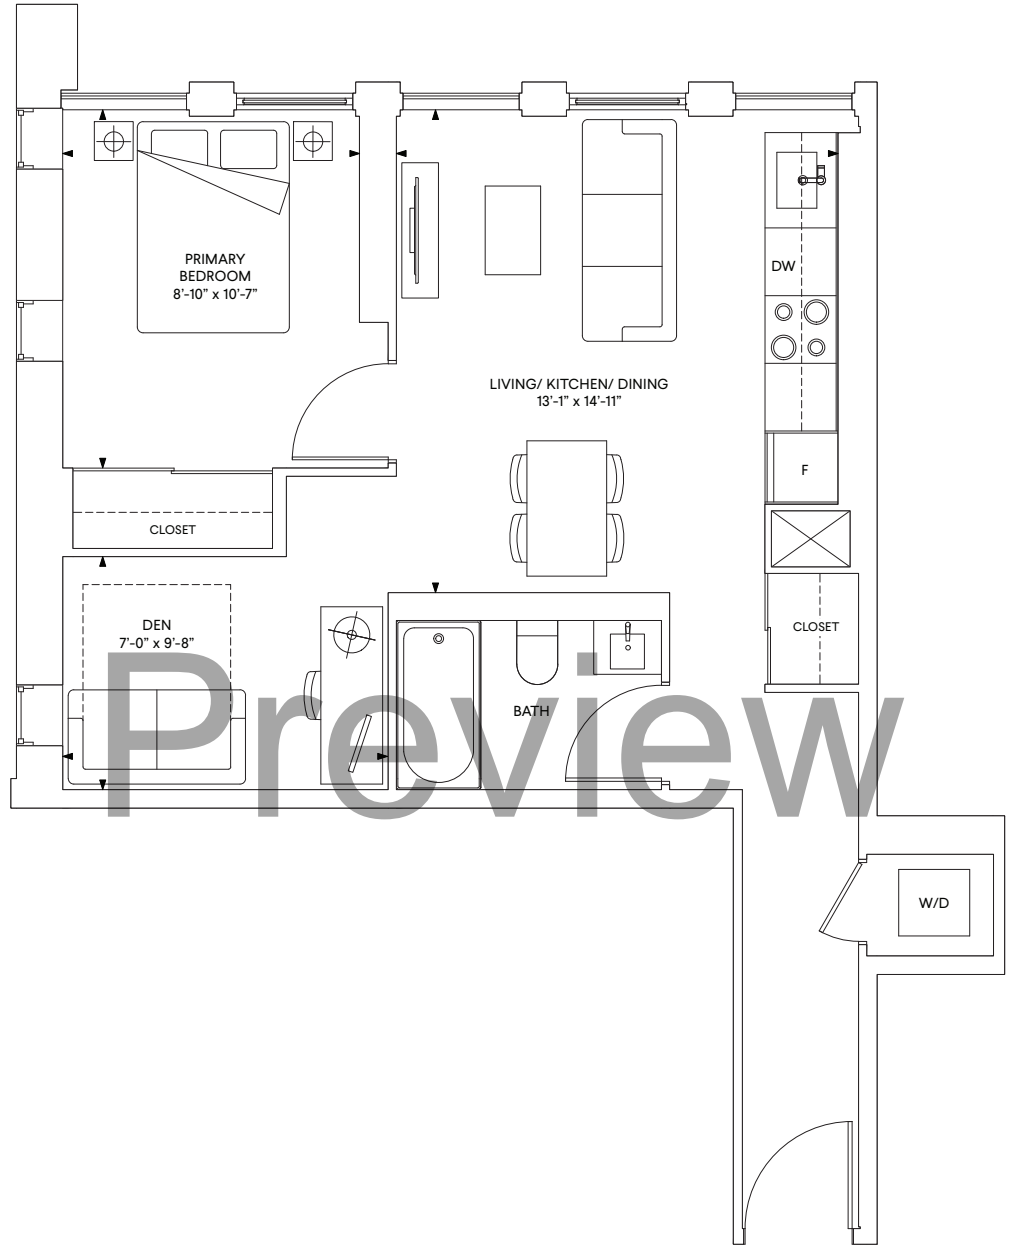 PRIMARY
BEDROOM
8'-10” x 10'-7”
DW
LIVING/ KITCHEN/ DINING
13'-1” x 14'-11”
F
CLOSET
DEN
7'-0” x 9'-8”
CLOSET
Preview
BATH
W/D